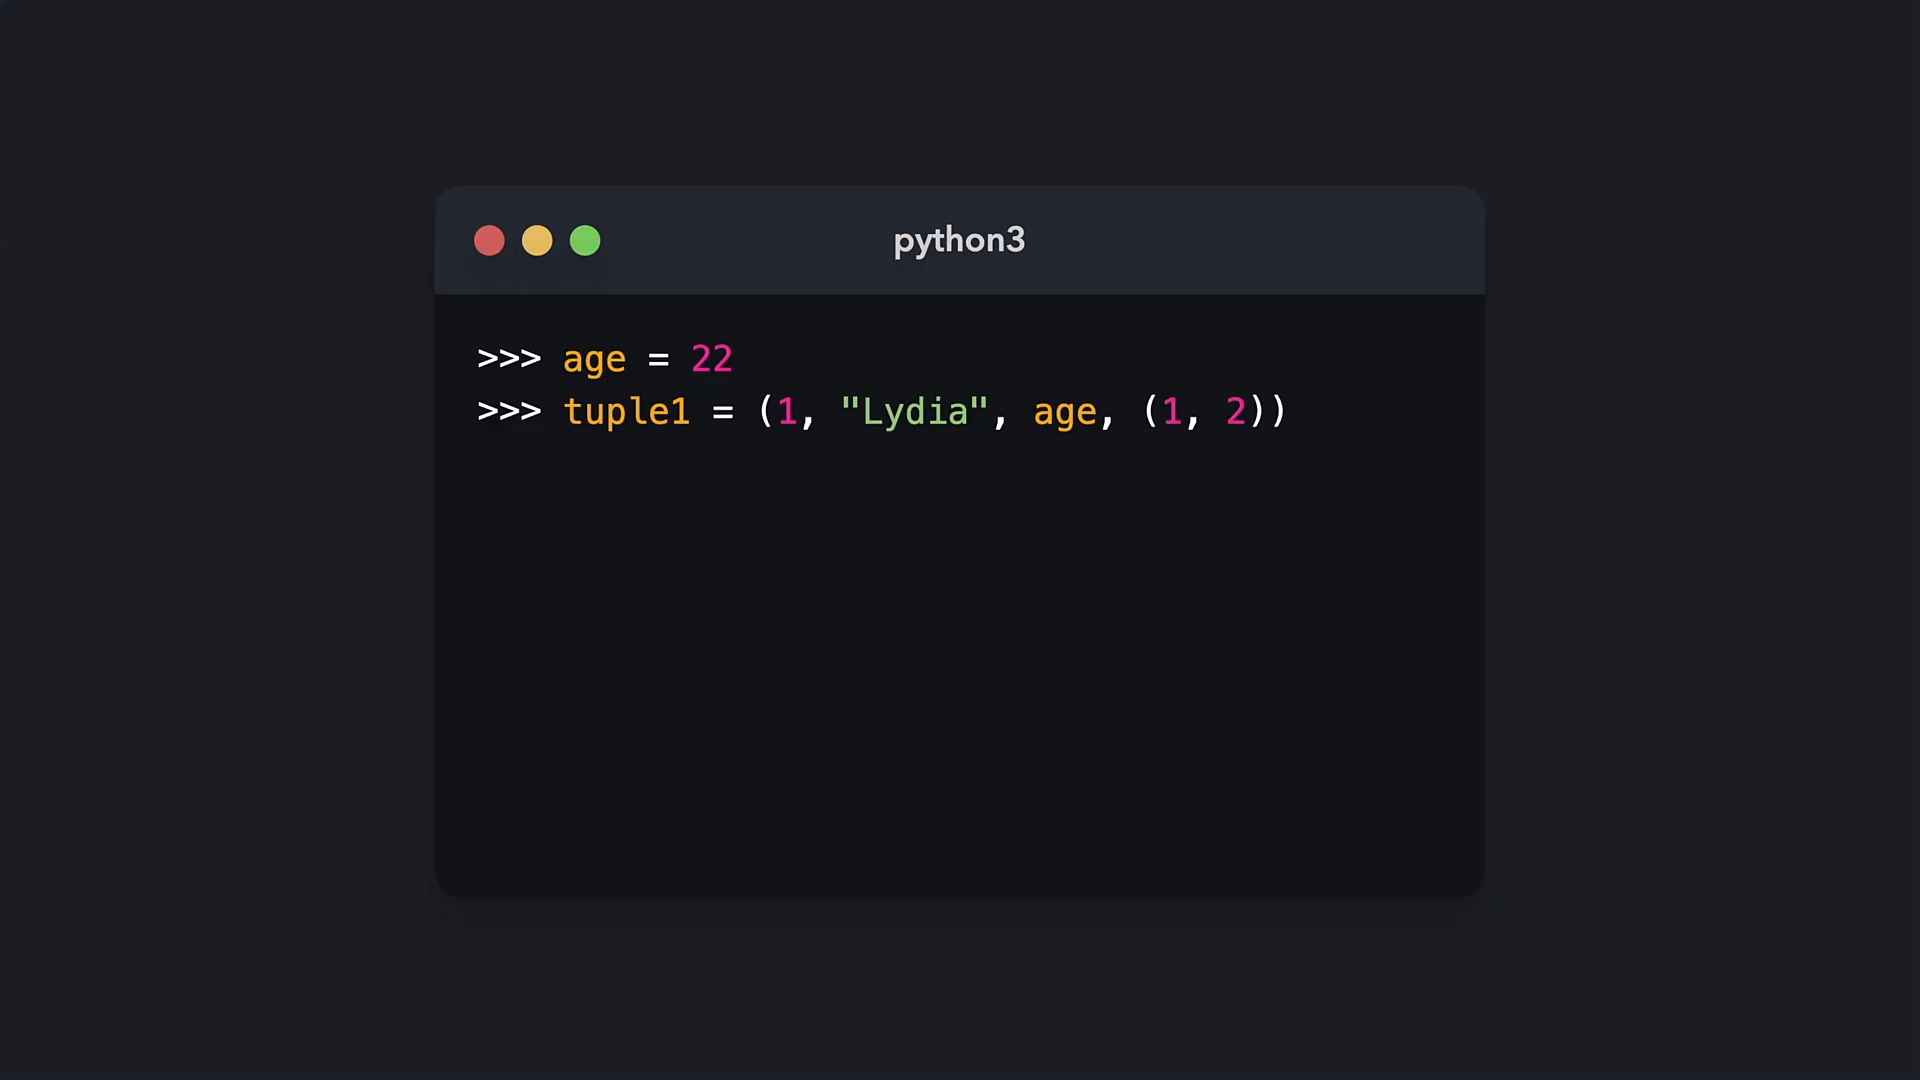 python3
>>> age = 22
>>> tuple1 = (1, "Lydia", age, (1, 2))